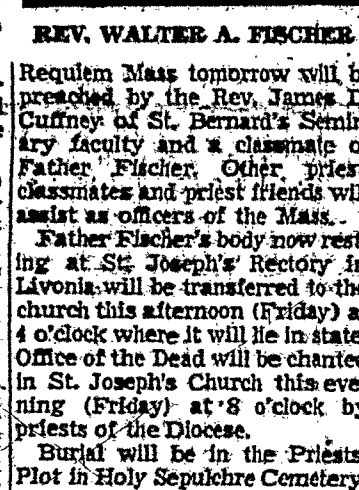 REV. WALTER A. FISCHER
Requiem Mass tomorrow will b
preached by the Rev. James D
Cuffney of St. Bernard's Semin
ary faculty and a classmate o
Father Fischer. Other pries
classmates and priest friends wil
assist as officers of the Mass.
Father Fischer's body now rest
ing at St. Joseph's Rectory in
Livonia will be transferred to the
church this afternoon (Friday) a
4 o'clock where it will lie in state
Office of the Dead will be chanted
in St. Joseph's Church this eve
ning (Friday) at 8 o'clock by
priests of the Diocese.
Burial will be in the Priests
Plot in Holy Sepulchre Cemetery